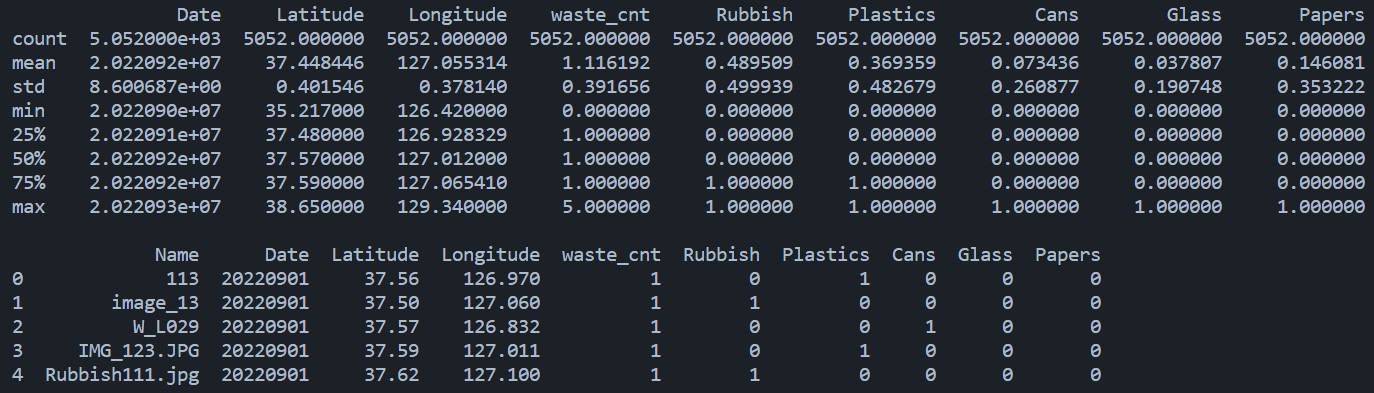 Date Latitude Longitude waste_cnt Rubbish Plastics Cans Glass Papers
count 5.052000e+03 5052.000000 5052.000000 5052.000000 5052.000000 5052.000000 5052.000000 5052.000000 5052.000000
mean 2.022092e+07 37.448446 127.055314 1.116192 0.489509 0.369359 0.073436 0.037807 0.146081
std 8.600687e+00 0.401546 0.378140 0.391656 0.499939 0.482679 0.260877 0.190748 0.353222
min 2.022090e+07 35.217000 126.420000 0.000000 0.000000 0.000000 0.000000 0.000000 0.000000
25% 2.022091e+07 37.480000 126.928329 1.000000 0.000000 0.000000 0.000000 0.000000 0.000000
50% 2.022092e+07 37.570000 127.012000 1.000000 0.000000 0.000000 0.000000 0.000000 0.000000
75% 2.022092e+07 37.590000 127.065410 1.000000 1.000000 1.000000 0.000000 0.000000 0.000000
max 2.022093e+07 38.650000 129.340000 5.000000 1.000000 1.000000 1.000000 1.000000 1.000000
Name Date Latitude Longitude waste_cnt Rubbish Plastics Cans Glass Papers
0 113 20220901 37.56 126.970 1 0 1 0 0 0
1 image_13 20220901 37.50 127.060 1 1 0 0 0 0
2 W_L029 20220901 37.57 126.832 1 0 0 1 0 0
3 IMG_123.JPG 20220901 37.59 127.011 1 0 1 0 0 0
4 Rubbish111.jpg 20220901 37.62 127.100 1 1 0 0 0 0